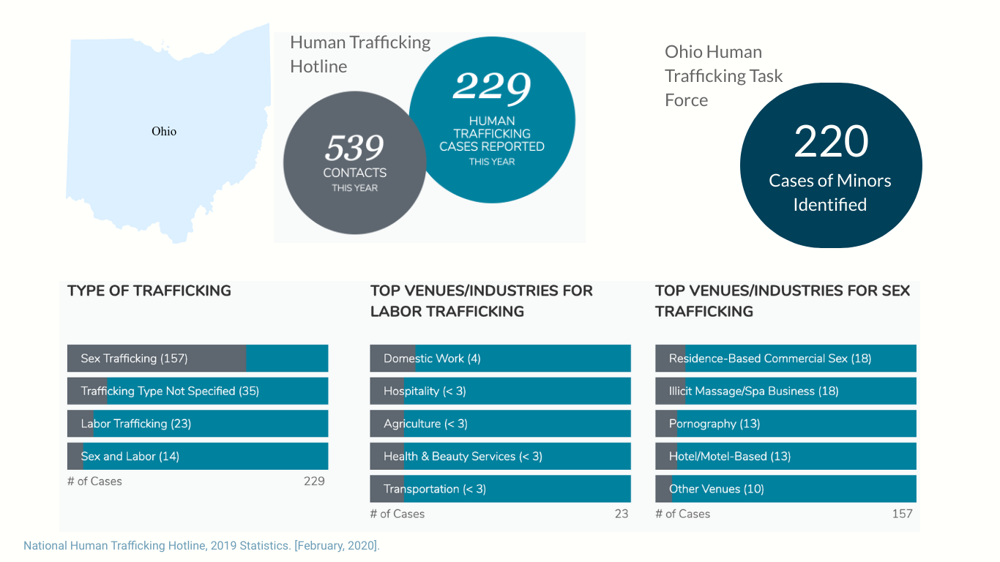 Ohio
Human Trafficking
Hotline
539
CONTACTS
THIS YEAR
229
HUMAN
TRAFFICKING
CASES REPORTED
THIS YEAR
Ohio Human
Trafficking Task
Force
220
Cases of Minors
Identified
TYPE OF TRAFFICKING
Sex Trafficking (157)
Trafficking Type Not Specified (35)
Labor Trafficking (23)
Sex and Labor (14)
# of Cases 229
TOP VENUES/INDUSTRIES FOR
LABOR TRAFFICKING
Domestic Work (4)
Hospitality (< 3)
Agriculture (< 3)
Health & Beauty Services (< 3)
Transportation (< 3)
# of Cases 23
TOP VENUES/INDUSTRIES FOR SEX
TRAFFICKING
Residence-Based Commercial Sex (18)
Illicit Massage/Spa Business (18)
Pornography (13)
Hotel/Motel-Based (13)
Other Venues (10)
# of Cases 157
National Human Trafficking Hotline, 2019 Statistics. [February, 2020].